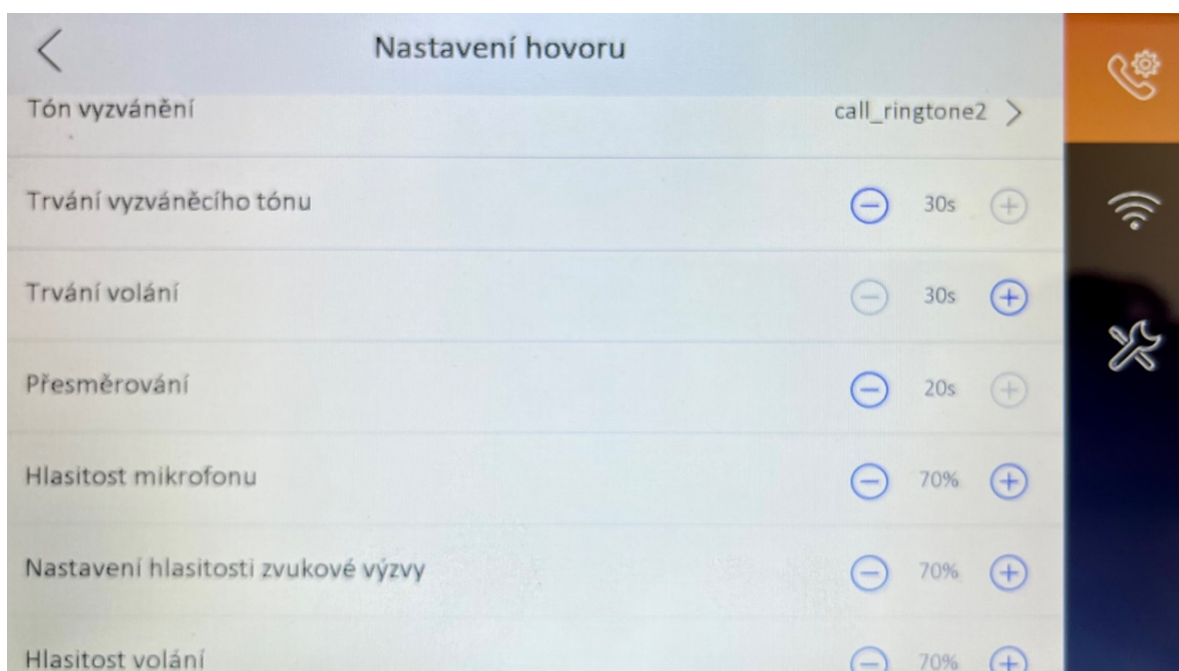 Nastavení hovoru
Tón vyzvánění call_ringtone2
Trvání vyzváněcího tónu 30s
Trvání volání 30s
Přesměrování 20s
Hlasitost mikrofonu 70%
Nastavení hlasitosti zvukové výzvy 70%
Hlasitost volání 70%